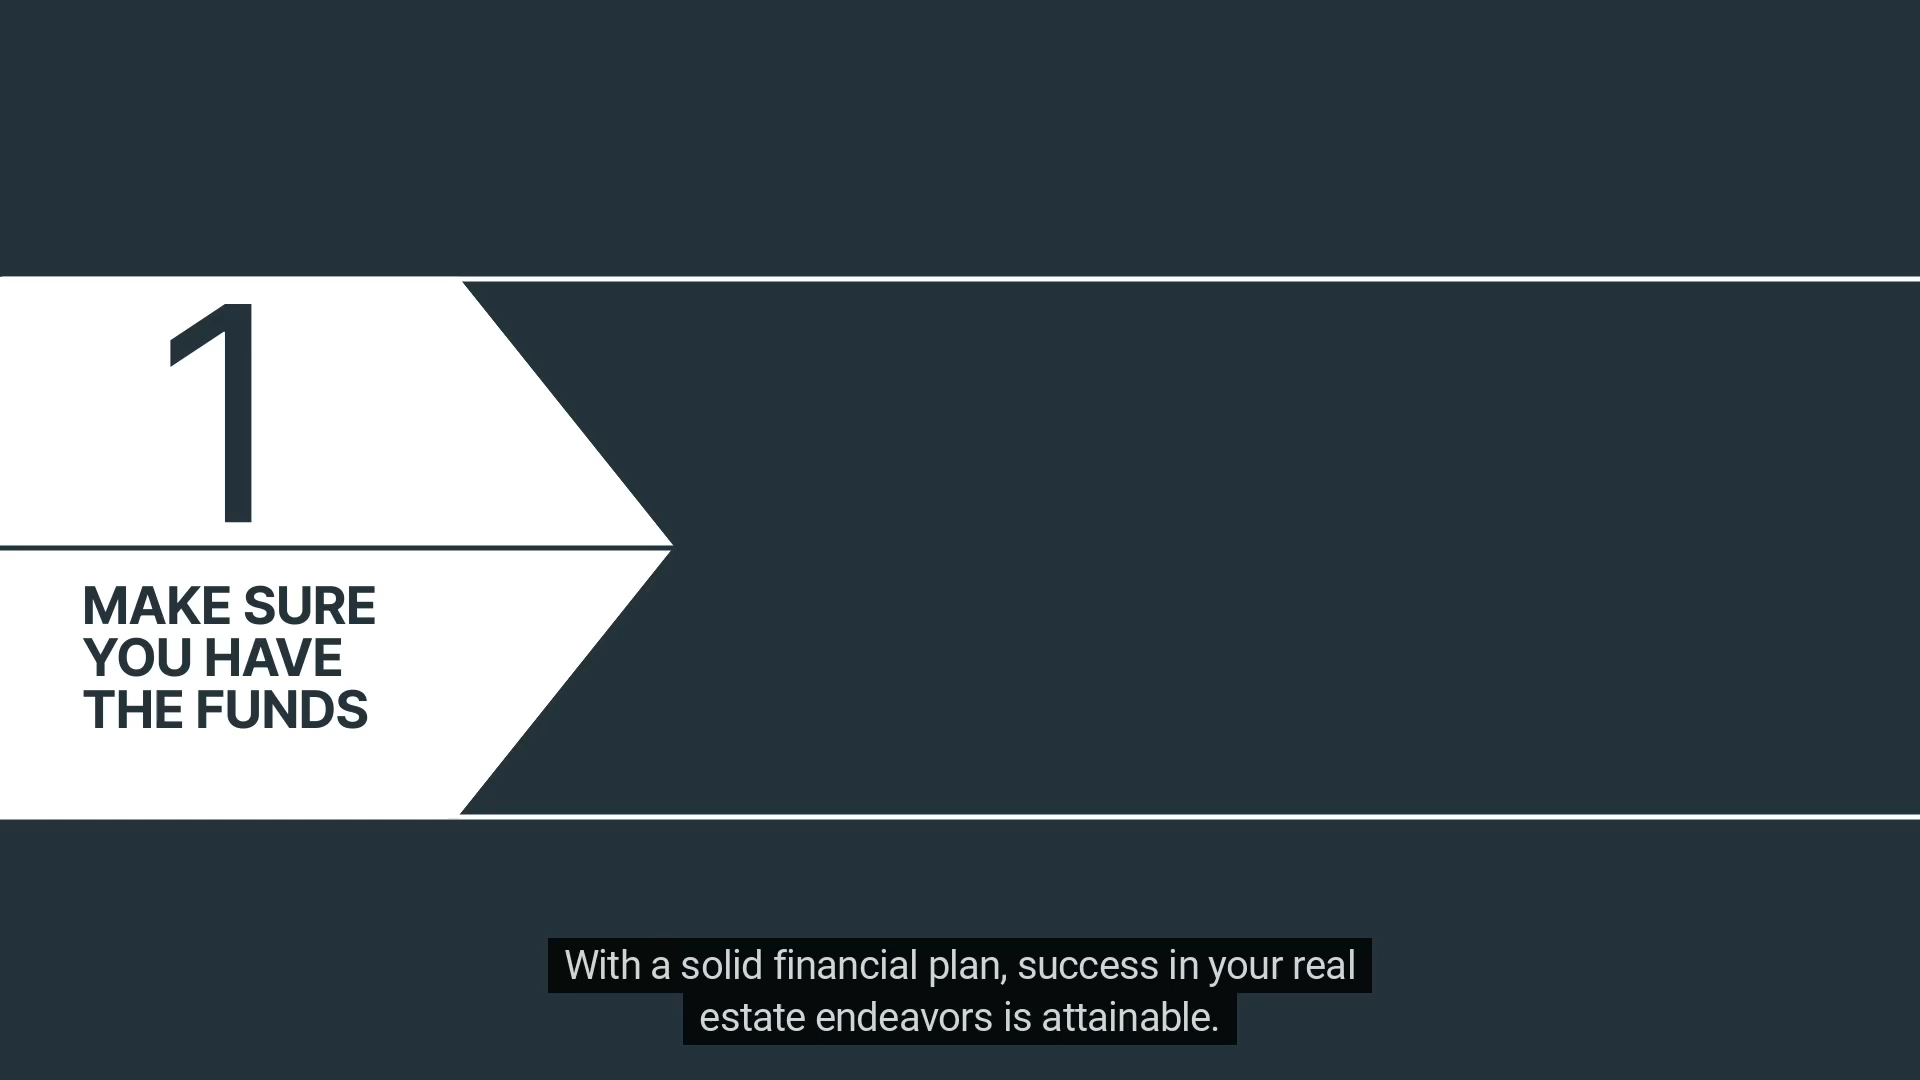 1
MAKE SURE
YOU HAVE
THE FUNDS
With a solid financial plan, success in your real
estate endeavors is attainable.